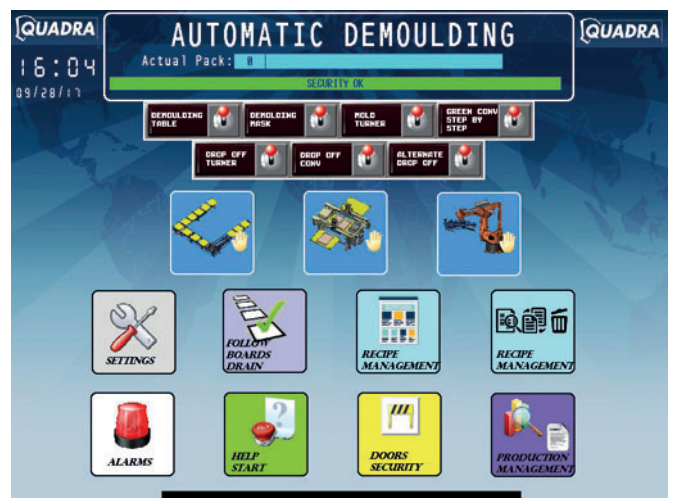 QUADRA
AUTOMATIC DEMOULDING
QUADRA
16:04
Actual Pack: 0
09/28/17
SECURITY OK
DEMOULDING
TABLE
DEMOLDING
MASK
MOLD
TURNER
GREEN CONV
STEP BY
STEP
DROP OFF
TURNER
DROP OFF
CONV
ALTERNATE
DROP OFF
SETTINGS
FOLLOW
BOARDS
DRAIN
RECIPE
MANAGEMENT
RECIPE
MANAGEMENT
ALARMS
HELP
START
DOORS
SECURITY
PRODUCTION
MANAGEMENT